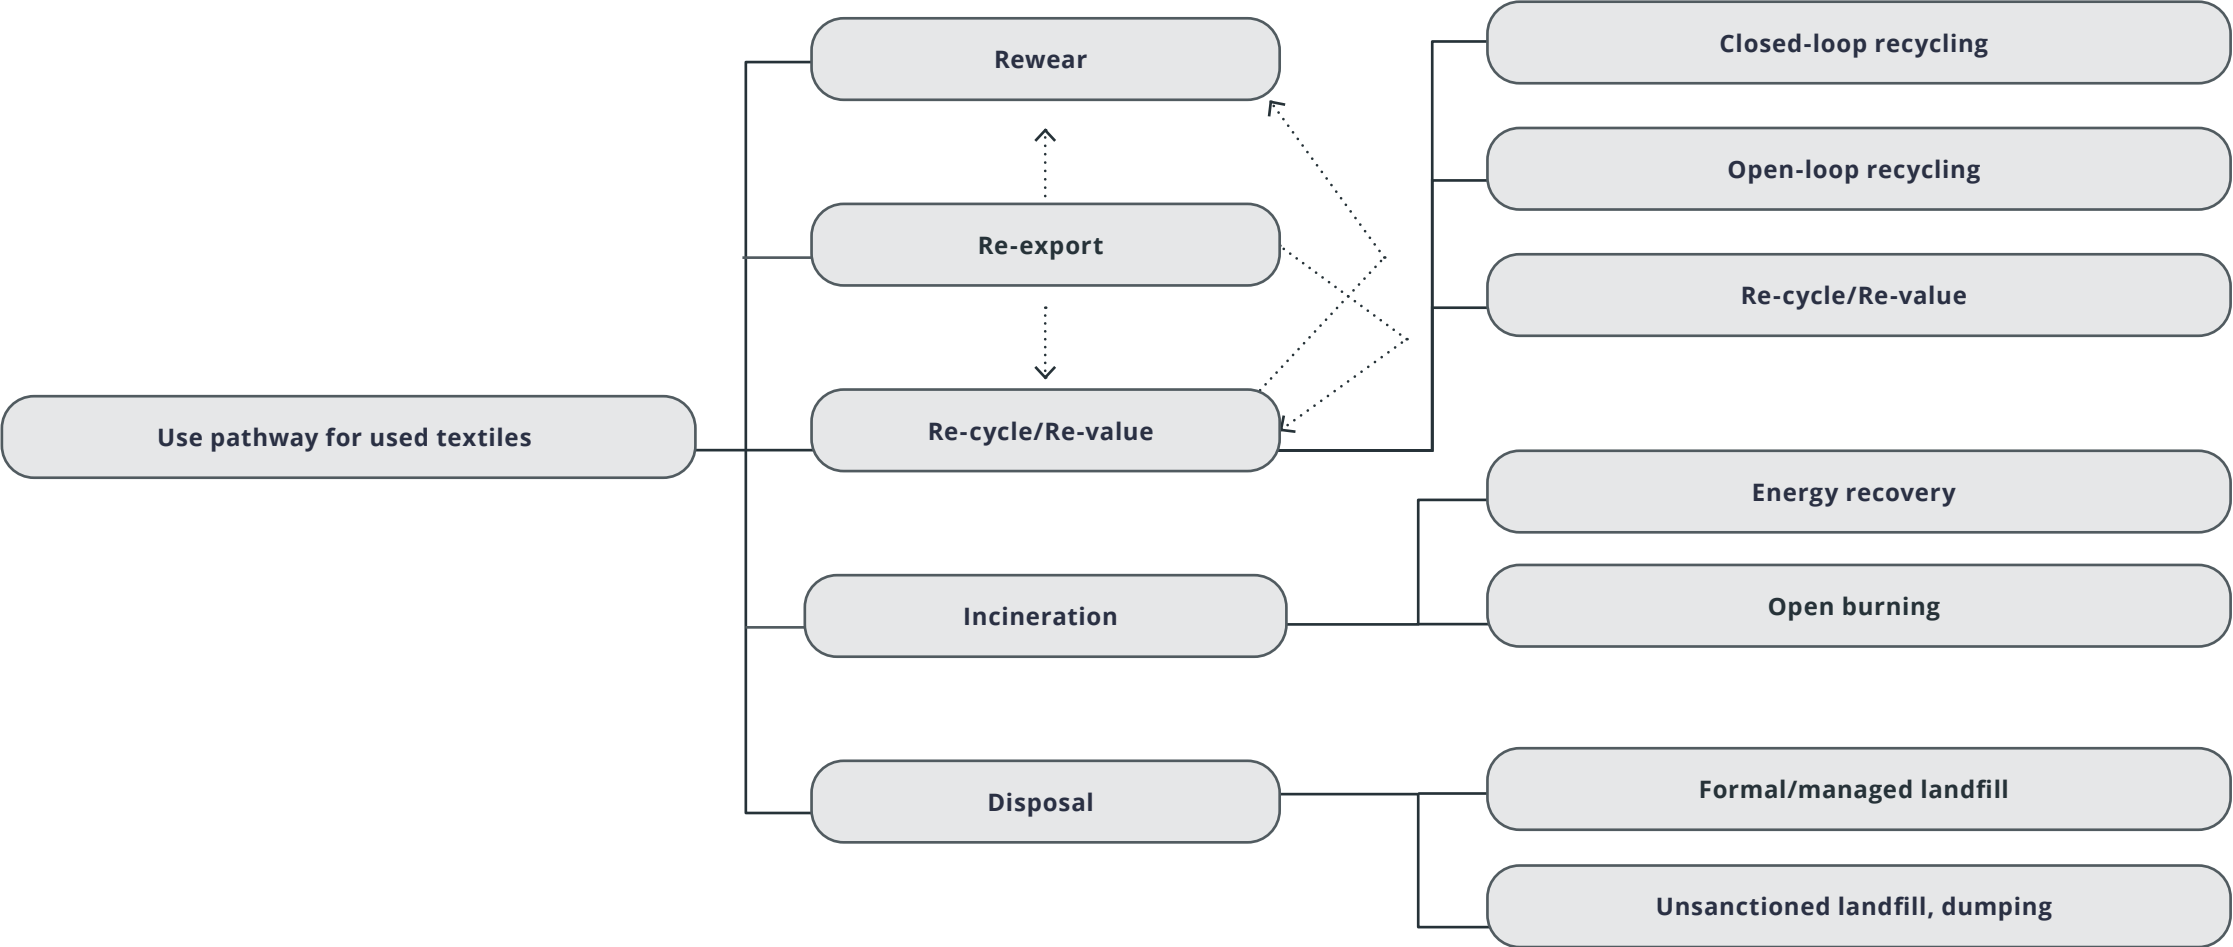 Use pathway for used textiles
Rewear
Re-export
Re-cycle/Re-value
Incineration
Disposal
Closed-loop recycling
Open-loop recycling
Re-cycle/Re-value
Energy recovery
Open burning
Formal/managed landfill
Unsanctioned landfill, dumping